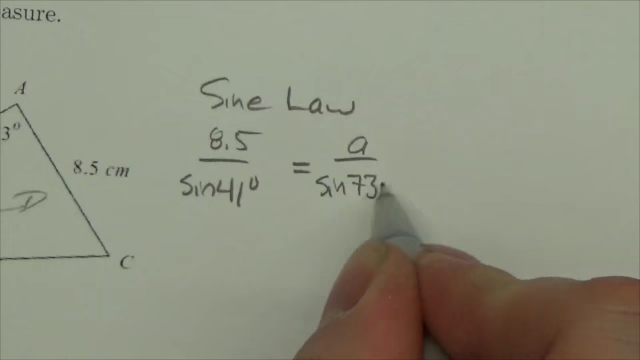 asure.
A
3°
8.5 cm
C
Sine Law
8.5 = a
sin41° sin73